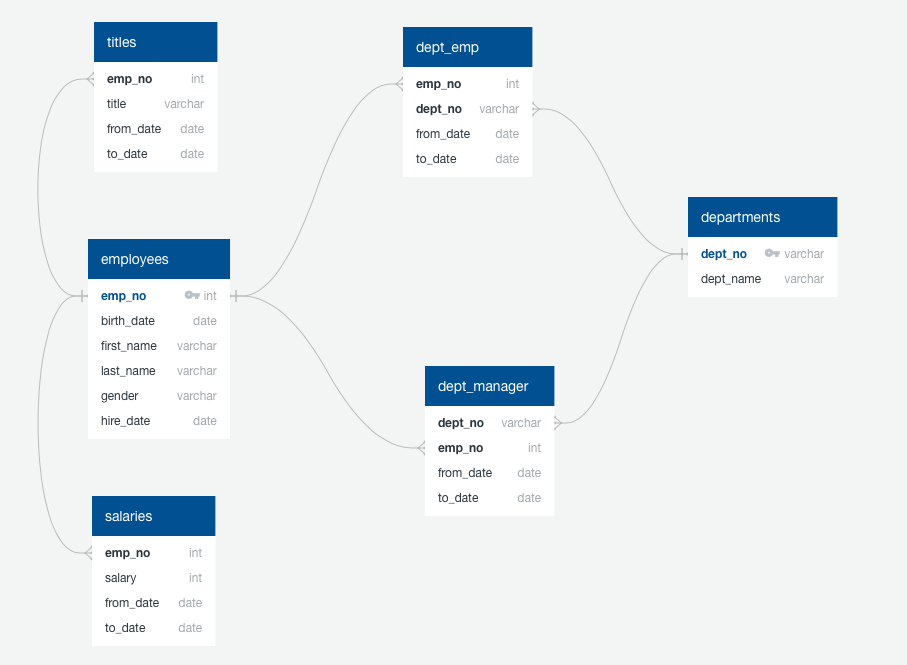 titles
emp_no int
title varchar
from_date date
to_date date
employees
emp_no int
birth_date date
first_name varchar
last_name varchar
gender varchar
hire_date date
salaries
emp_no int
salary int
from_date date
to_date date
dept_emp
emp_no int
dept_no varchar
from_date date
to_date date
dept_manager
dept_no varchar
emp_no int
from_date date
to_date date
departments
dept_no varchar
dept_name varchar